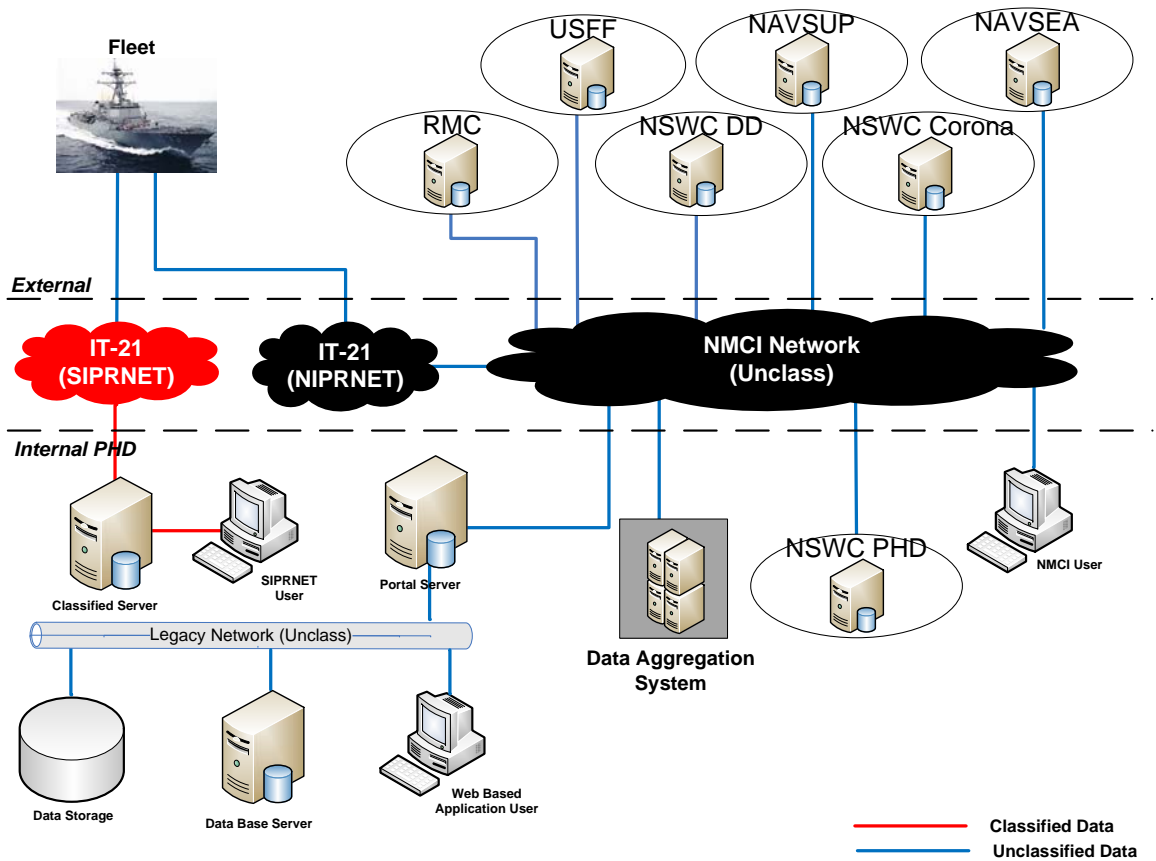 Fleet
USFF
NAVSUP
NAVSEA
RMC
NSWC DD
NSWC Corona
External
IT-21
(SIPRNET)
IT-21
(NIPRNET)
NMCI Network
(Unclass)
Internal PHD
Classified Server
SIPRNET
User
Portal Server
Data Aggregation
System
NSWC PHD
NMCI User
Legacy Network (Unclass)
Data Storage
Data Base Server
Web Based
Application User
Classified Data
Unclassified Data